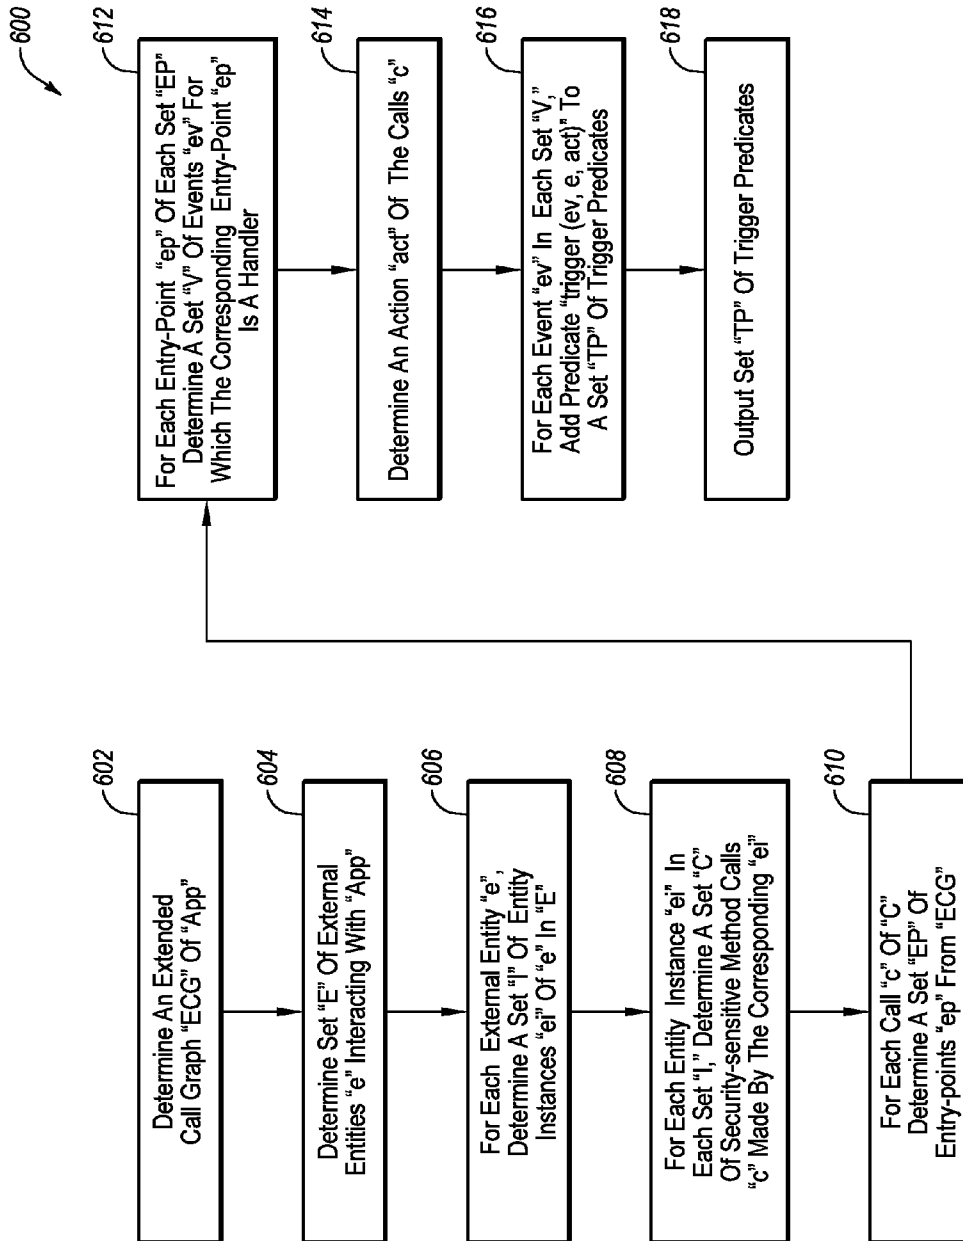 600
602
Determine An Extended
Call Graph "ECG" Of "App"
604
Determine Set "E" Of External
Entities "e" Interacting With "App"
606
For Each External Entity "e",
Determine A Set "I" Of Entity
Instances "ei" Of "e" In "E"
608
For Each Entity Instance "ei" In
Each Set "I," Determine A Set "C"
Of Security-sensitive Method Calls
"c" Made By The Corresponding "ei"
610
For Each Call "c" Of "C"
Determine A Set "EP" Of
Entry-points "ep" From "ECG"
612
For Each Entry-Point "ep" Of Each Set "EP"
Determine A Set "V" Of Events "ev" For
Which The Corresponding Entry-Point "ep"
Is A Handler
614
Determine An Action "act" Of The Calls "c"
616
For Each Event "ev" In Each Set "V,"
Add Predicate "trigger (ev, e, act)" To
A Set "TP" Of Trigger Predicates
618
Output Set "TP" Of Trigger Predicates